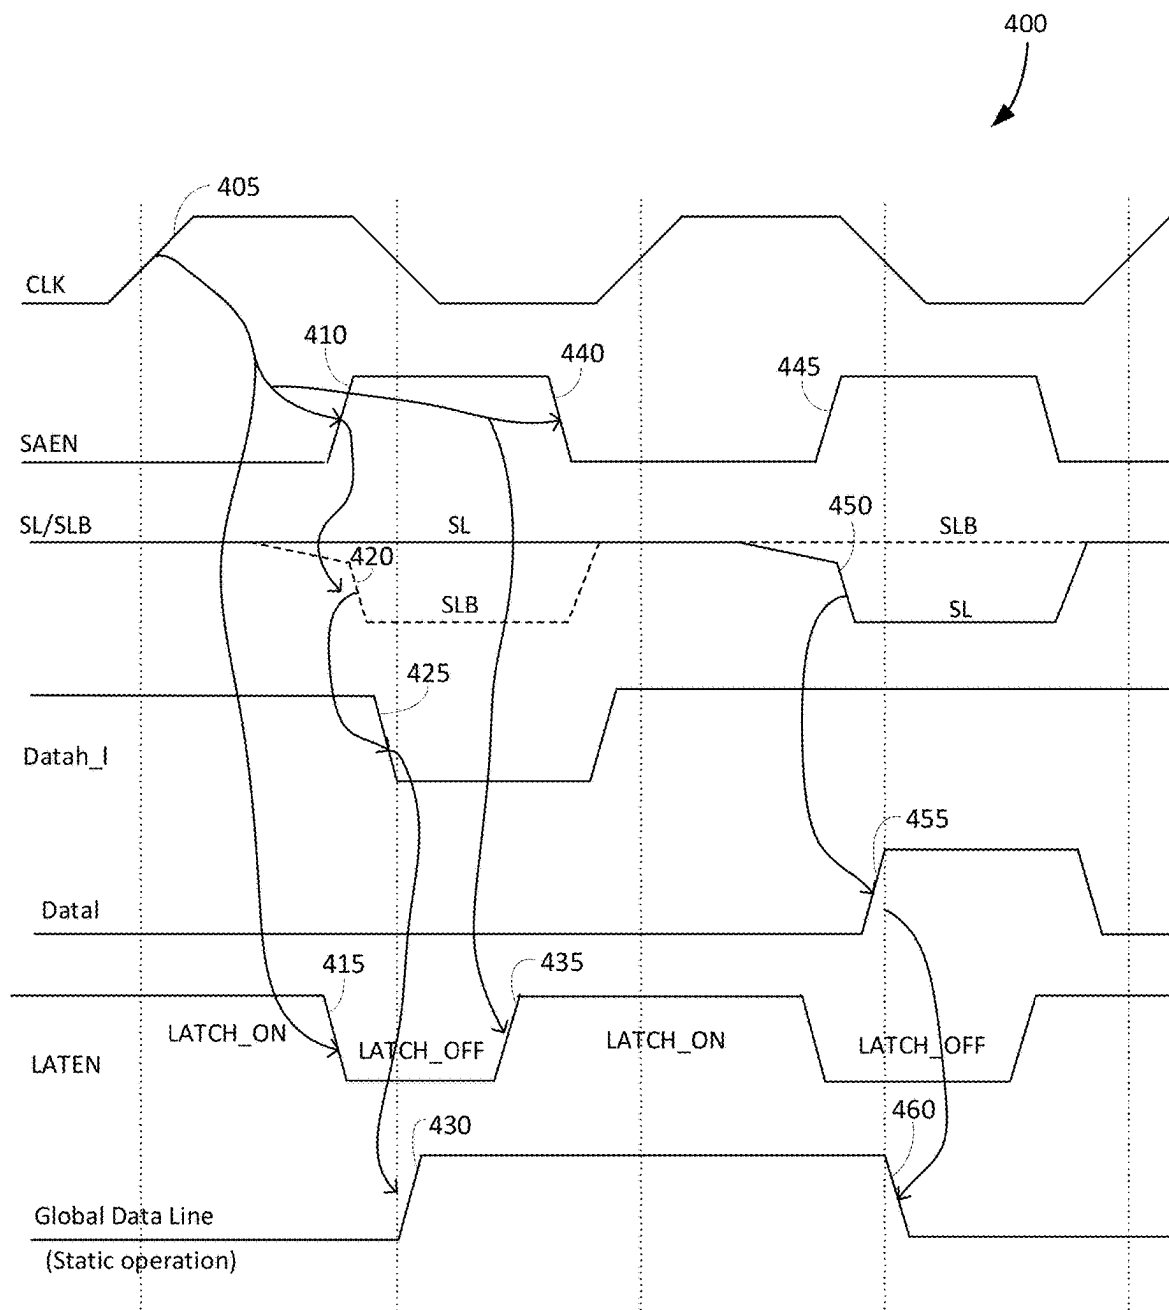 400
405
CLK
410
440
445
SAEN
SL/SLB
SL
450
SLB
420
SLB
SL
425
Datah_l
455
Datal
415
435
LATCH_ON
LATCH_OFF
LATCH_ON
LATCH_OFF
LATEN
430
460
Global Data Line
(Static operation)